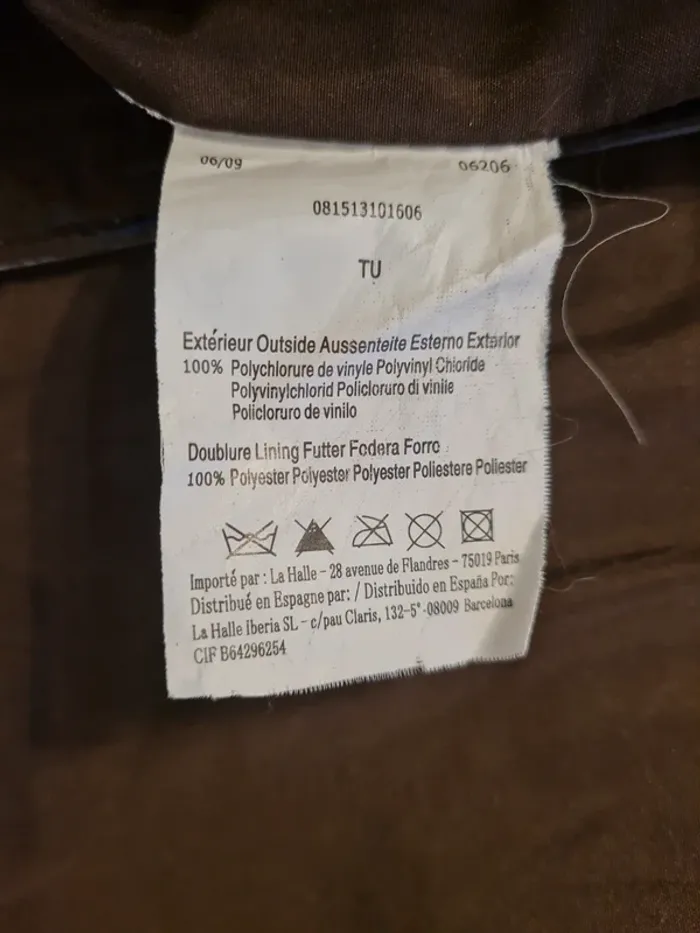 06/09 06206
081513101606
TU
Extérieur Outside Aussenteite Esterno Exterior
100% Polychlorure de vinyle Polyvinyl Chloride
Polyvinylchlorid Policloruro di vinile
Policloruro de vinilo
Doublure Lining Futter Fodera Forro
100% Polyester Polyester Polyester Poliestere Poliester
Importé par : La Halle - 28 avenue de Flandres - 75019 Paris
Distribué en Espagne par: / Distribuido en España Por:
La Halle Iberia SL - c/pau Claris, 132-5° -08009 Barcelona
CIF B64296254